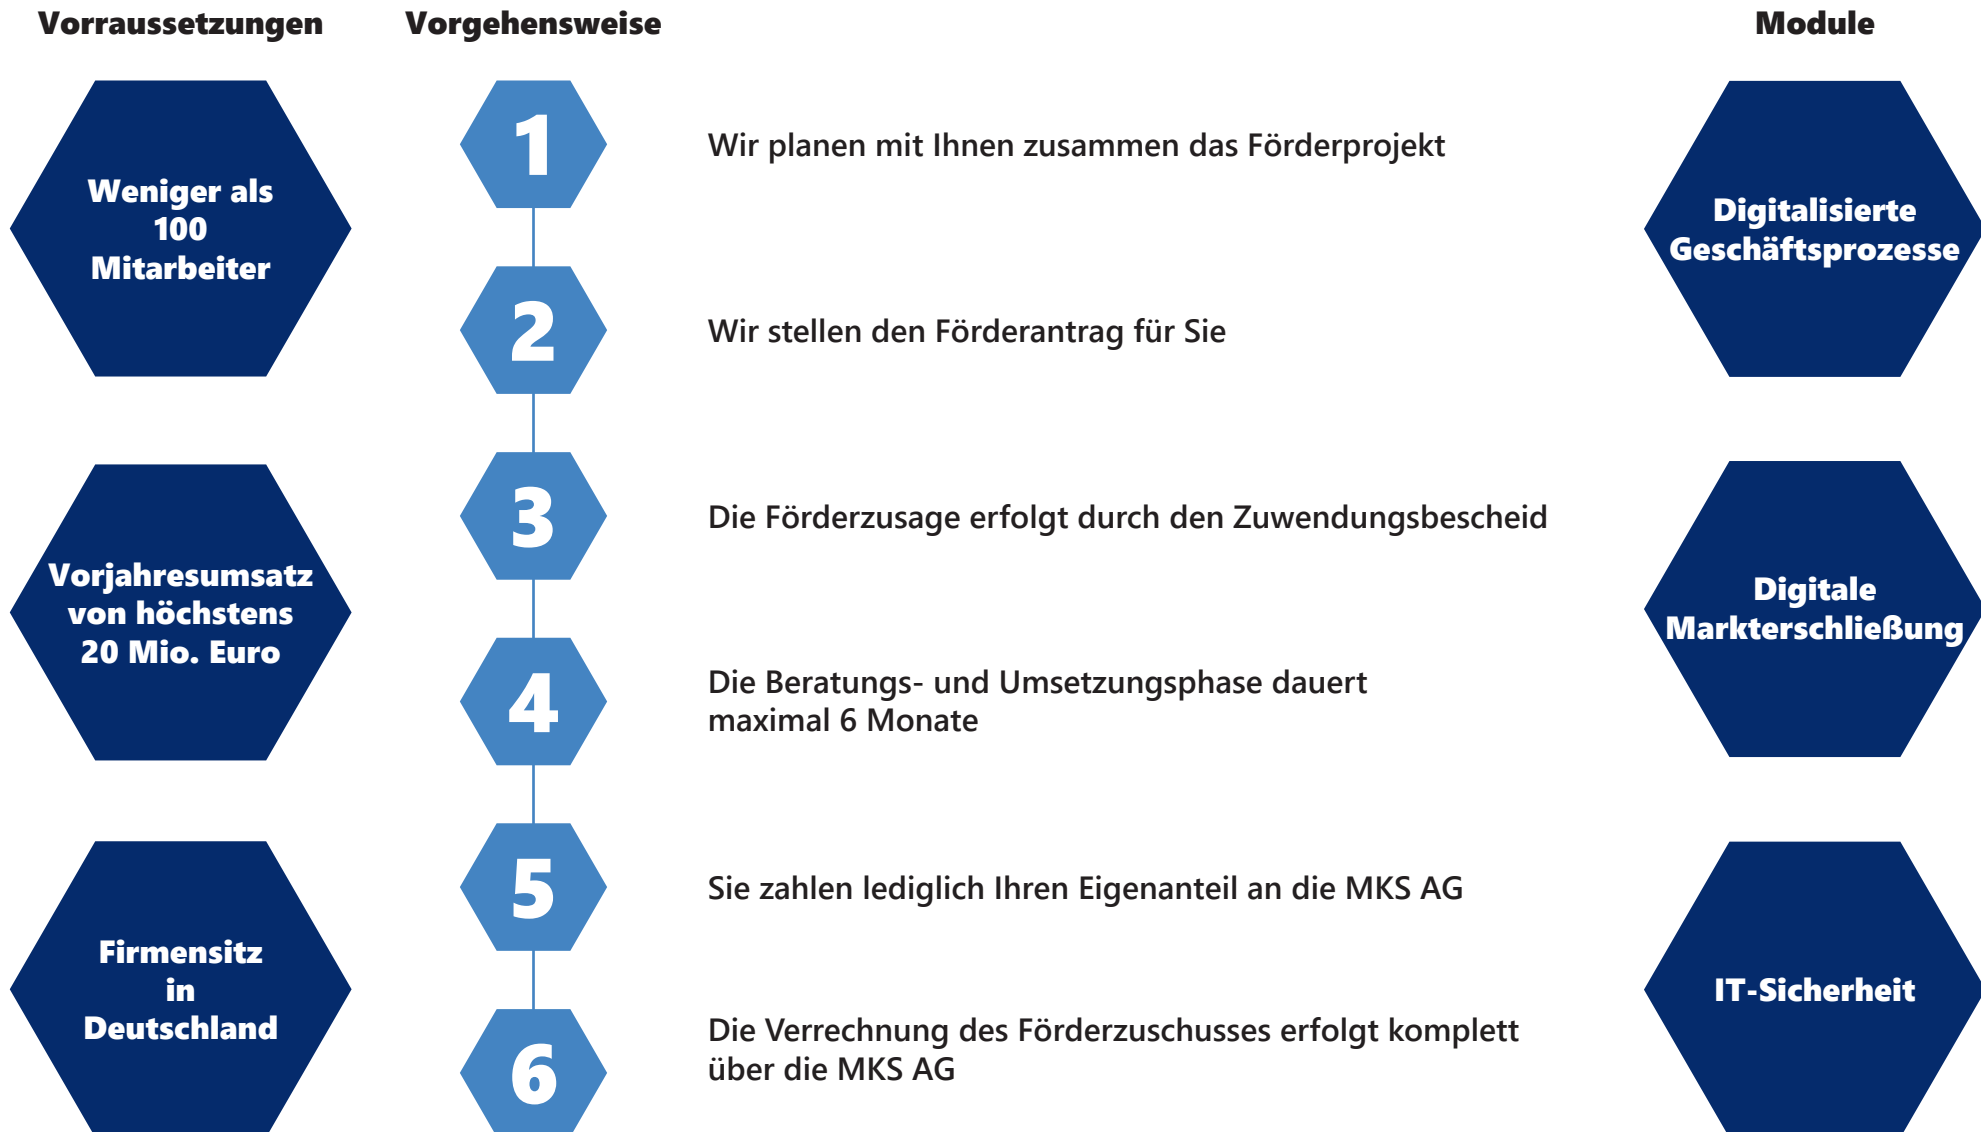 Vorraussetzungen
Weniger als
100
Mitarbeiter
Vorjahresumsatz
von höchstens
20 Mio. Euro
Firmensitz
in
Deutschland
Vorgehensweise
1
Wir planen mit Ihnen zusammen das Förderprojekt
2
Wir stellen den Förderantrag für Sie
3
Die Förderzusage erfolgt durch den Zuwendungsbescheid
4
Die Beratungs- und Umsetzungsphase dauert
maximal 6 Monate
5
Sie zahlen lediglich Ihren Eigenanteil an die MKS AG
6
Die Verrechnung des Förderzuschusses erfolgt komplett
über die MKS AG
Module
Digitalisierte
Geschäftsprozesse
Digitale
Markterschließung
IT-Sicherheit